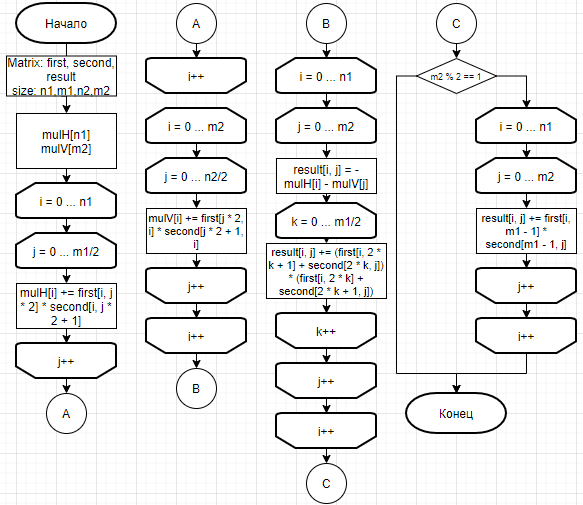 Начало
Matrix: first, second,
result
size: n1,m1,n2,m2
mulH[n1]
mulV[m2]
i = 0 ... n1
j = 0 ... m1/2
mulH[i] += first[i, j
* 2] * second[i, j *
2 + 1]
j++
A
A
i++
i = 0 ... m2
j = 0 ... n2/2
mulV[i] += first[j * 2,
i] * second[j * 2 + 1,
i]
j++
i++
B
B
i = 0 ... n1
j = 0 ... m2
result[i, j] = -
mulH[i] - mulV[j]
k = 0 ... m1/2
result[i, j] += (first[i, 2 *
k + 1] + second[2 * k, j])
* (first[i, 2 * k] +
second[2 * k + 1, j])
k++
j++
i++
C
C
m2 % 2 == 1
i = 0 ... n1
j = 0 ... m2
result[i, j] += first[i,
m1 - 1] *
second[m1 - 1, j]
j++
i++
Конец